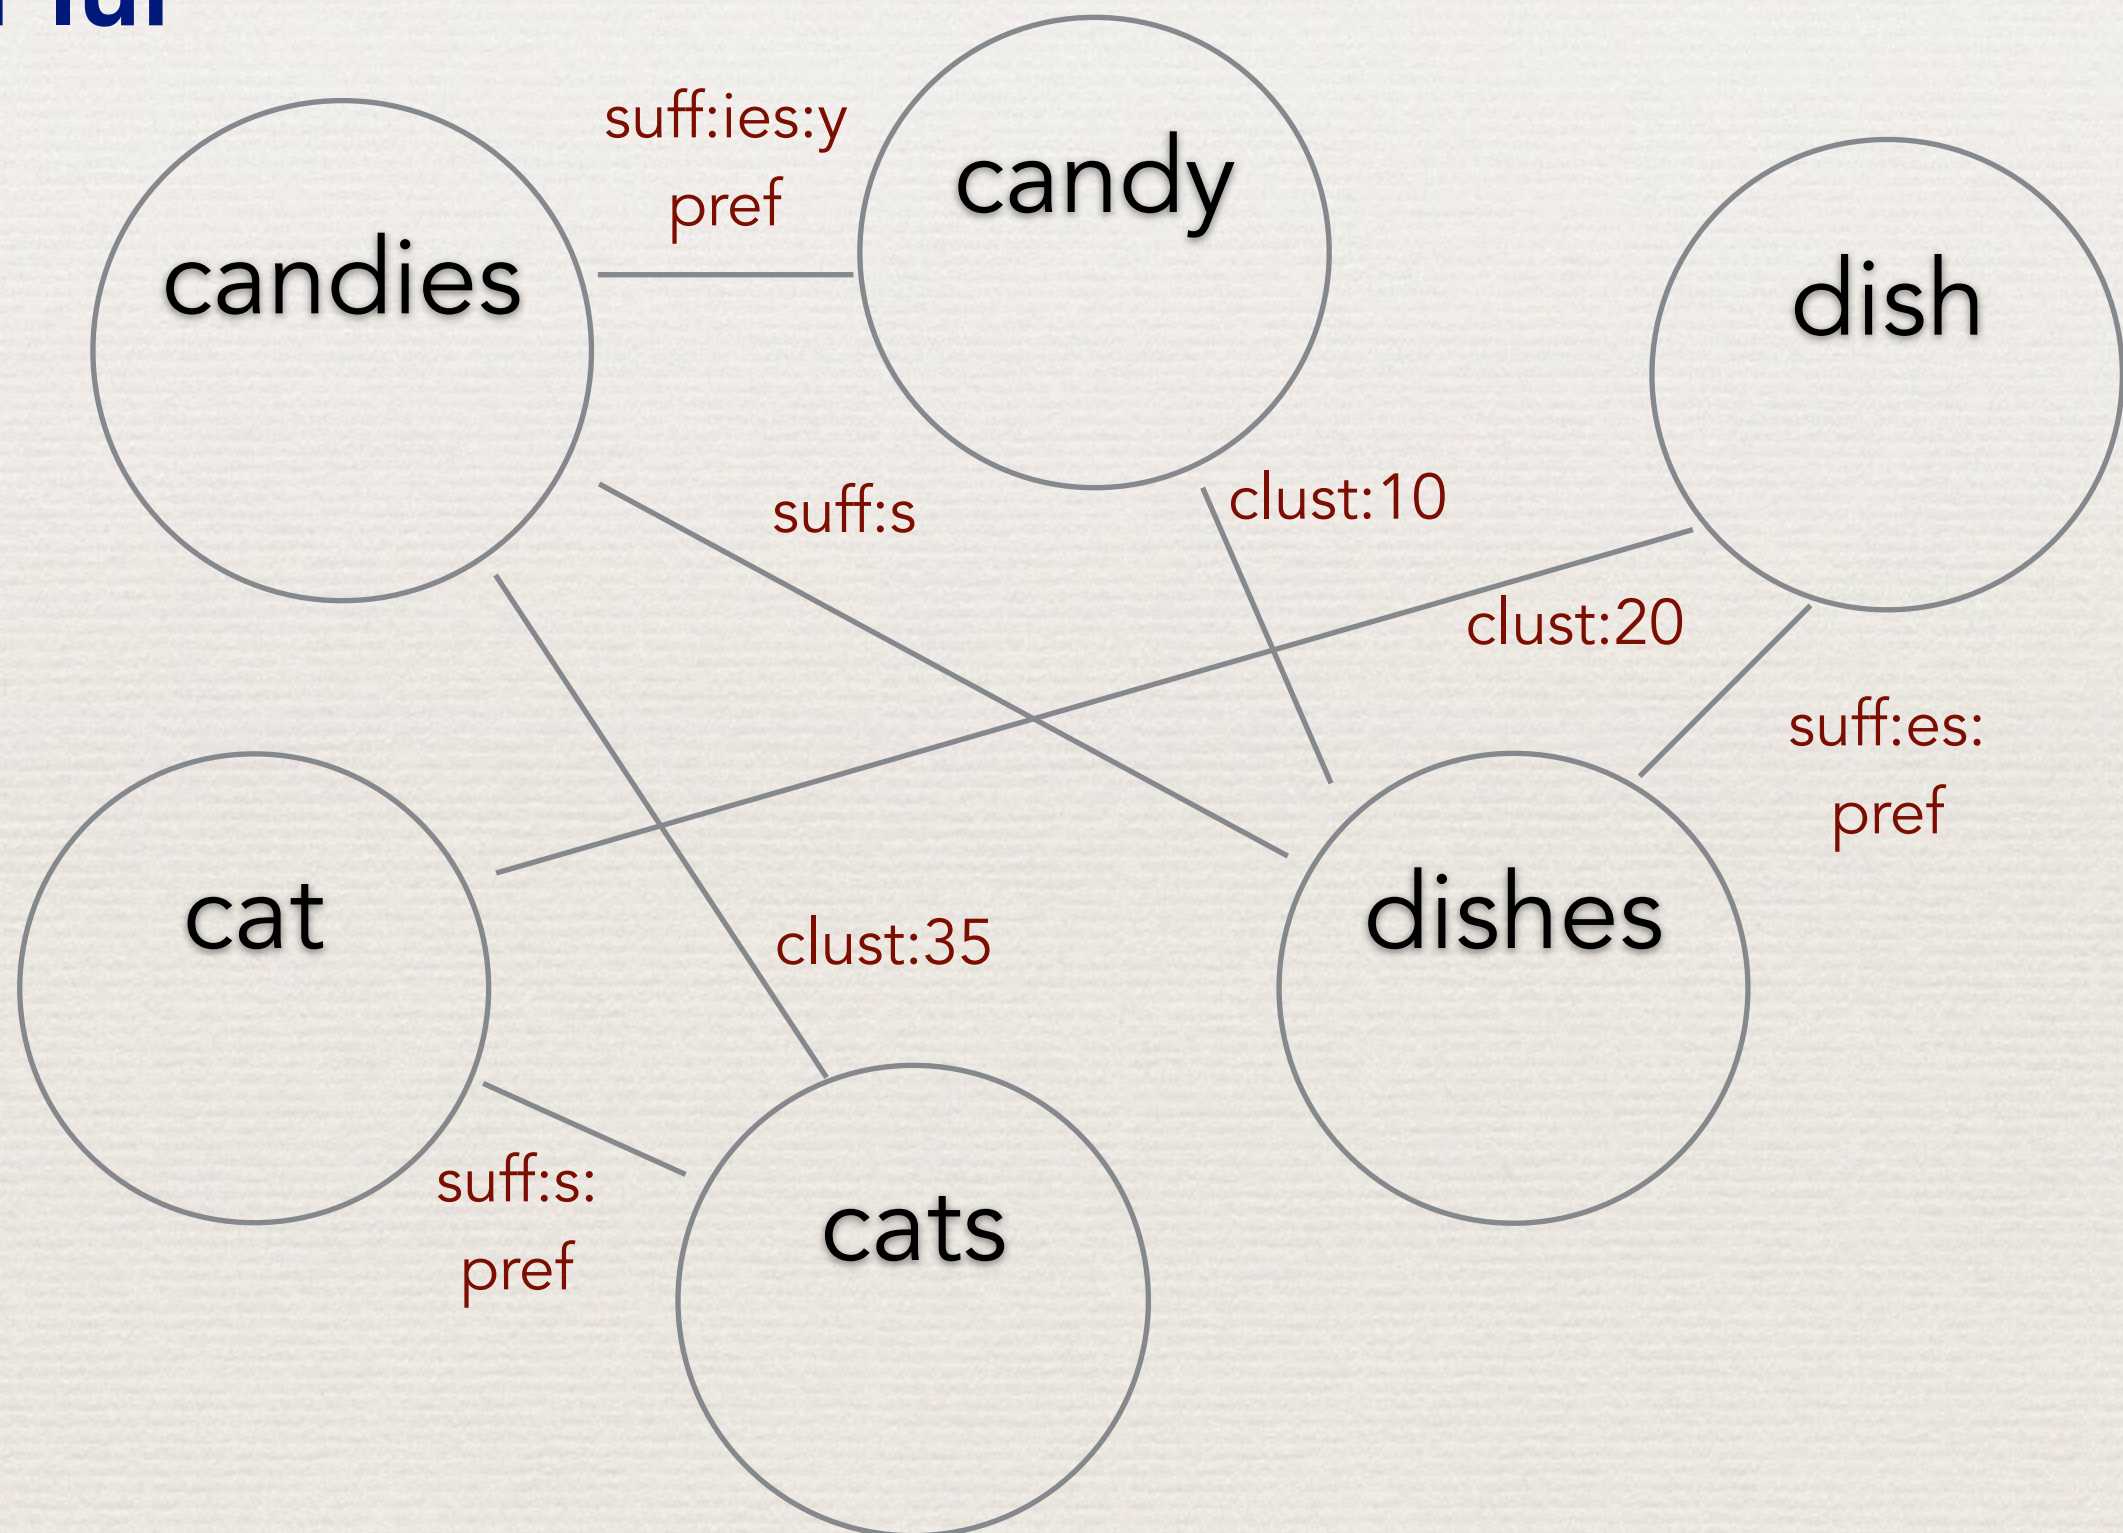 suff:ies:y
pref
candy
candies
dish
suff:s
clust:10
clust:20
suff:es:
pref
cat
clust:35
dishes
suff:s:
pref
cats